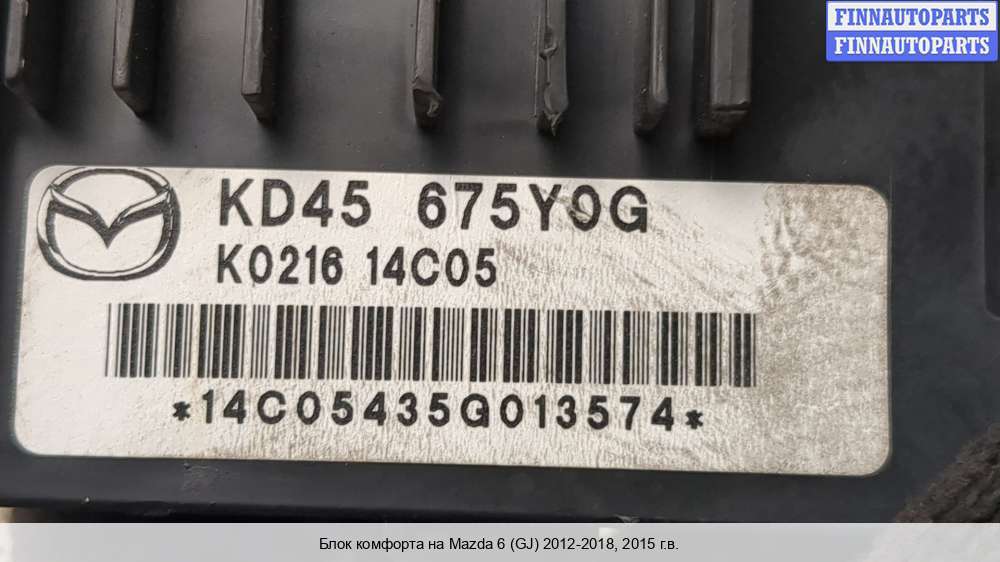 FINNAUTOPARTS
FINNAUTOPARTS
KD45 675Y0G
K0216 14C05
*14C05435G013574*
Блок комфорта на Mazda 6 (GJ) 2012-2018, 2015 г.в.